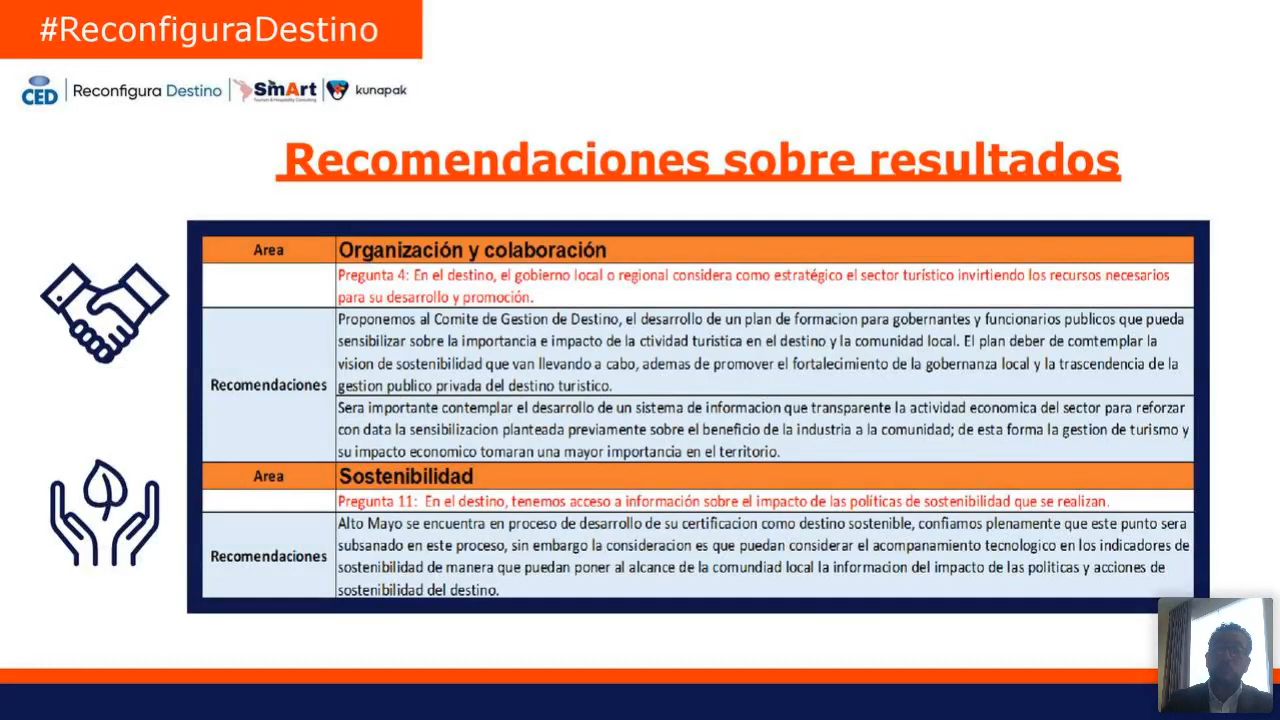 #ReconfiguraDestino
CED | Reconfigura Destino | SmArt | kunapak
Tourism & Hospitality Consulting
Recomendaciones sobre resultados
Area Organización y colaboración
Pregunta 4: En el destino, el gobierno local o regional considera como estratégico el sector turístico invirtiendo los recursos necesarios
para su desarrollo y promoción.
Proponemos al Comite de Gestion de Destino, el desarrollo de un plan de formacion para gobernantes y funcionarios publicos que pueda
sensibilizar sobre la importancia e impacto de la ctividad turistica en el destino y la comunidad local. El plan deber de comtemplar la
vision de sostenibilidad que van llevando a cabo, ademas de promover el fortalecimiento de la gobernanza local y la trascendencia de la
Recomendaciones gestion publico privada del destino turistico.
Sera importante contemplar el desarrollo de un sistema de informacion que transparente la actividad economica del sector para reforzar
con data la sensibilizacion planteada previamente sobre el beneficio de la industria a la comunidad; de esta forma la gestion de turismo y
su impacto economico tomaran una mayor importancia en el territorio.
Area Sostenibilidad
Pregunta 11: En el destino, tenemos acceso a información sobre el impacto de las políticas de sostenibilidad que se realizan.
Alto Mayo se encuentra en proceso de desarrollo de su certificacion como destino sostenible, confiamos plenamente que este punto sera
subsanado en este proceso, sin embargo la consideracion es que puedan considerar el acompanamiento tecnologico en los indicadores de
Recomendaciones sostenibilidad de manera que puedan poner al alcance de la comundiad local la informacion del impacto de las politicas y acciones de
sostenibilidad del destino.